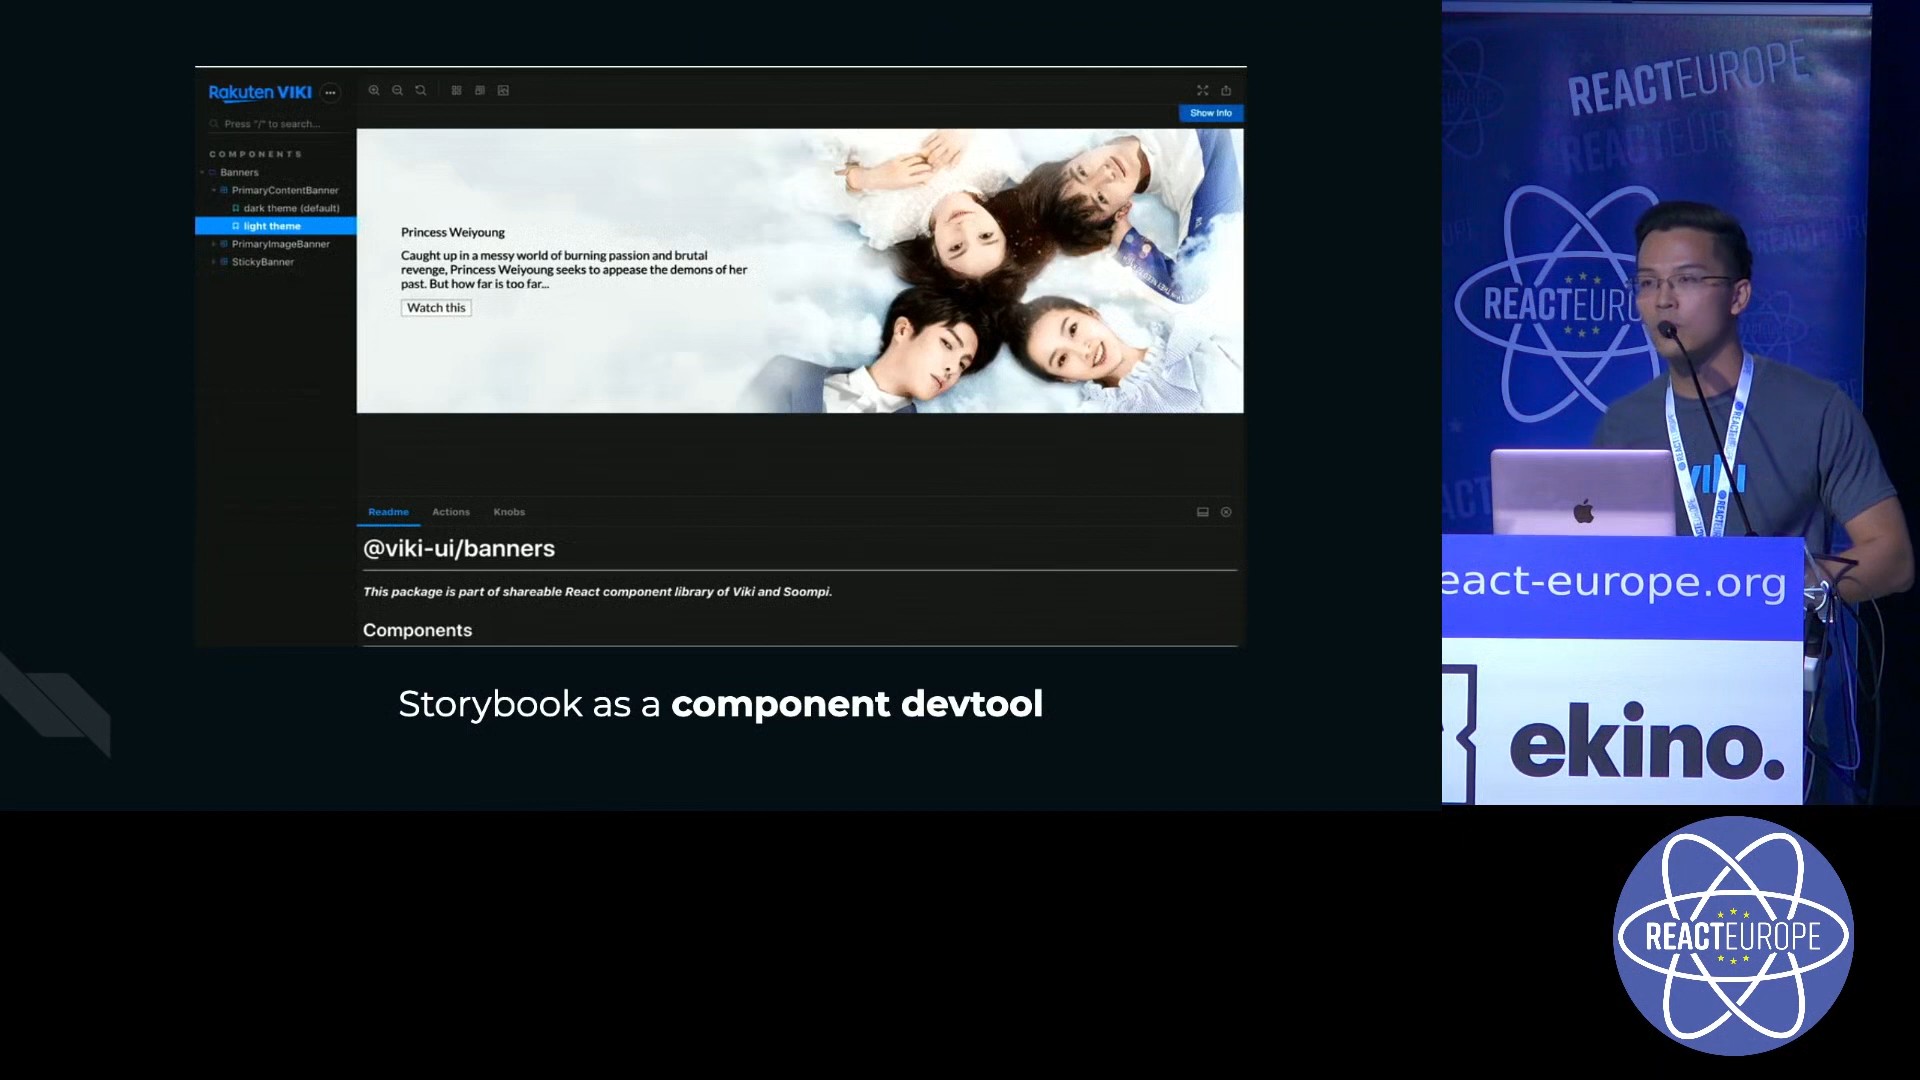 Rakuten VIKI
Press "/" to search...
COMPONENTS
Banners
PrimaryContentBanner
dark theme (default)
light theme
PrimaryImageBanner
StickyBanner
Show Info
Princess Weiyoung
Caught up in a messy world of burning passion and brutal
revenge, Princess Weiyoung seeks to appease the demons of her
past. But how far is too far...
Watch this
Readme Actions Knobs
@viki-ui/banners
This package is part of shareable React component library of Viki and Soompi.
Components
Storybook as a component devtool
REACTEUROPE
REACTEUR
REACTEURO
viki
eact-europe.org
ekino.
REACTEUROPE